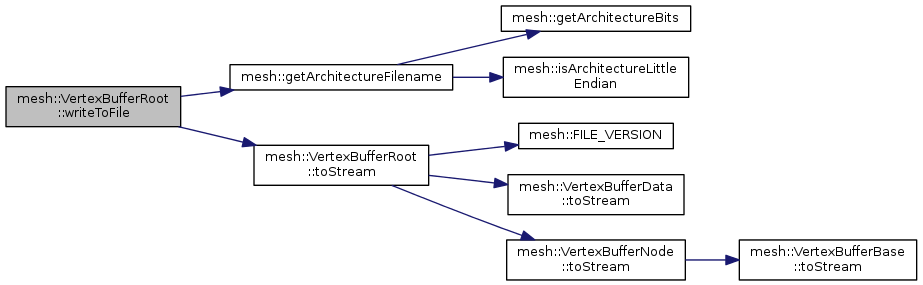 mesh::VertexBufferRoot
::writeToFile
mesh::getArchitectureFilename
mesh::getArchitectureBits
mesh::isArchitectureLittle
Endian
mesh::VertexBufferRoot
::toStream
mesh::FILE_VERSION
mesh::VertexBufferData
::toStream
mesh::VertexBufferNode
::toStream
mesh::VertexBufferBase
::toStream